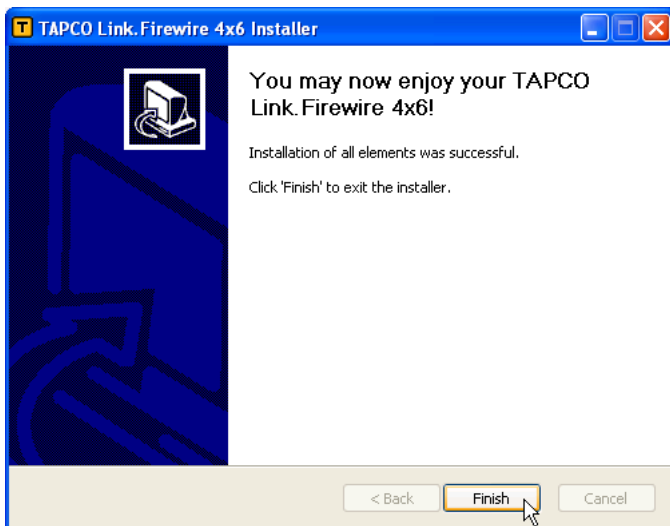 T TAPCO Link.Firewire 4x6 Installer
You may now enjoy your TAPCO
Link.Firewire 4x6!
Installation of all elements was successful.
Click 'Finish' to exit the installer.
< Back Finish Cancel